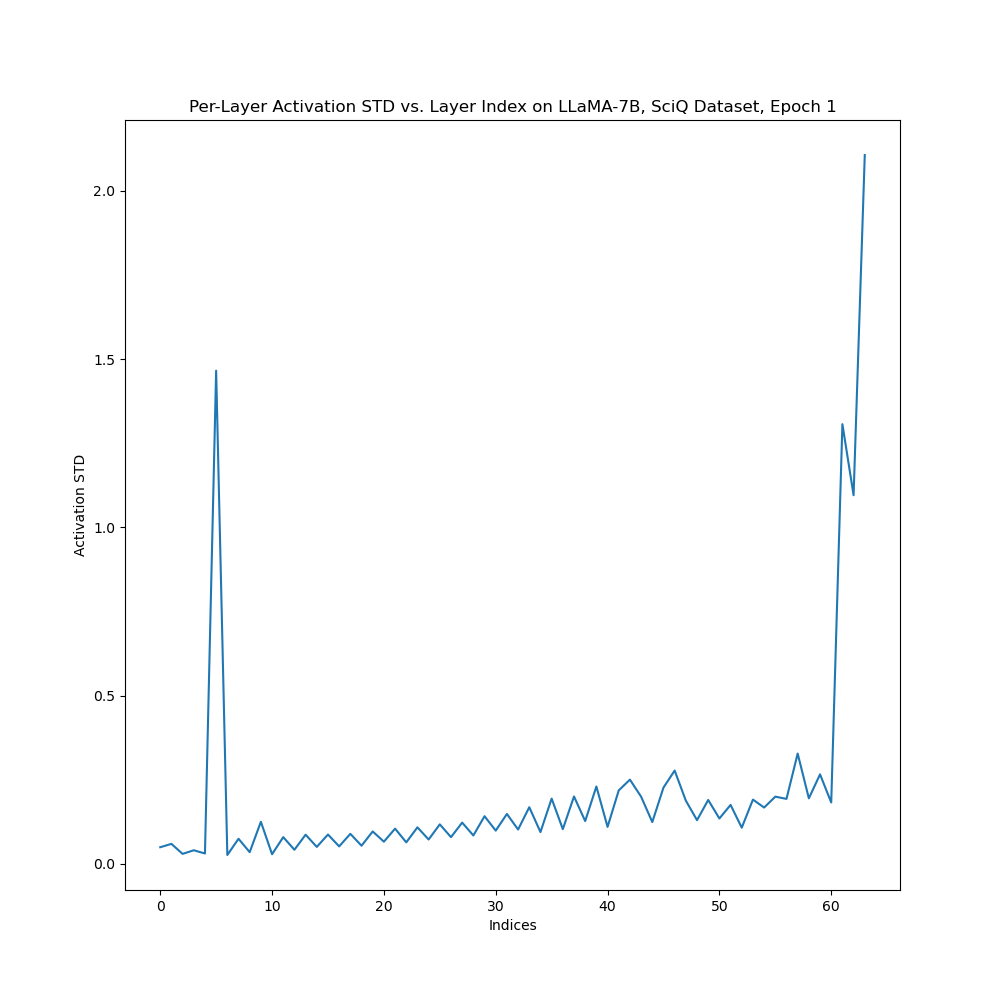 Per-Layer Activation STD vs. Layer Index on LLaMA-7B, SciQ Dataset, Epoch 1
2.0
1.5
1.0
0.5
0.0
Activation STD
0 10 20 30 40 50 60
Indices